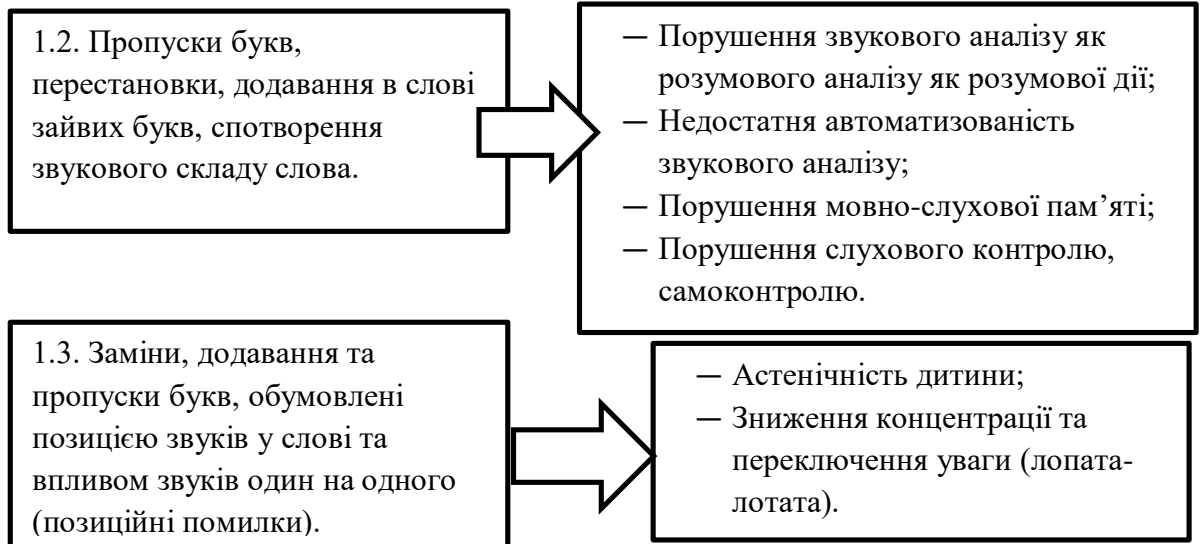 1.2. Пропуски букв,
перестановки, додавання в слові
зайвих букв, спотворення
звукового складу слова.
— Порушення звукового аналізу як
розумового аналізу як розумової дії;
— Недостатня автоматизованість
звукового аналізу;
— Порушення мовно-слухової пам’яті;
— Порушення слухового контролю,
самоконтролю.
1.3. Заміни, додавання та
пропуски букв, обумовлені
позицією звуків у слові та
впливом звуків один на одного
(позиційні помилки).
— Астенічність дитини;
— Зниження концентрації та
переключення уваги (лопата-
лотата).